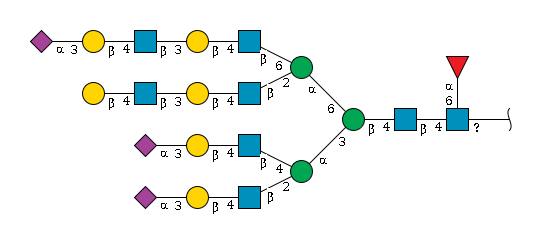 α 3 β 4 β 3 β 4 β 6
β 4 β 3 β 4 β 2 α 6
α 6
β 4 β 4 ?
α 3 β 4 β 4 α 3
α 3 β 4 β 2